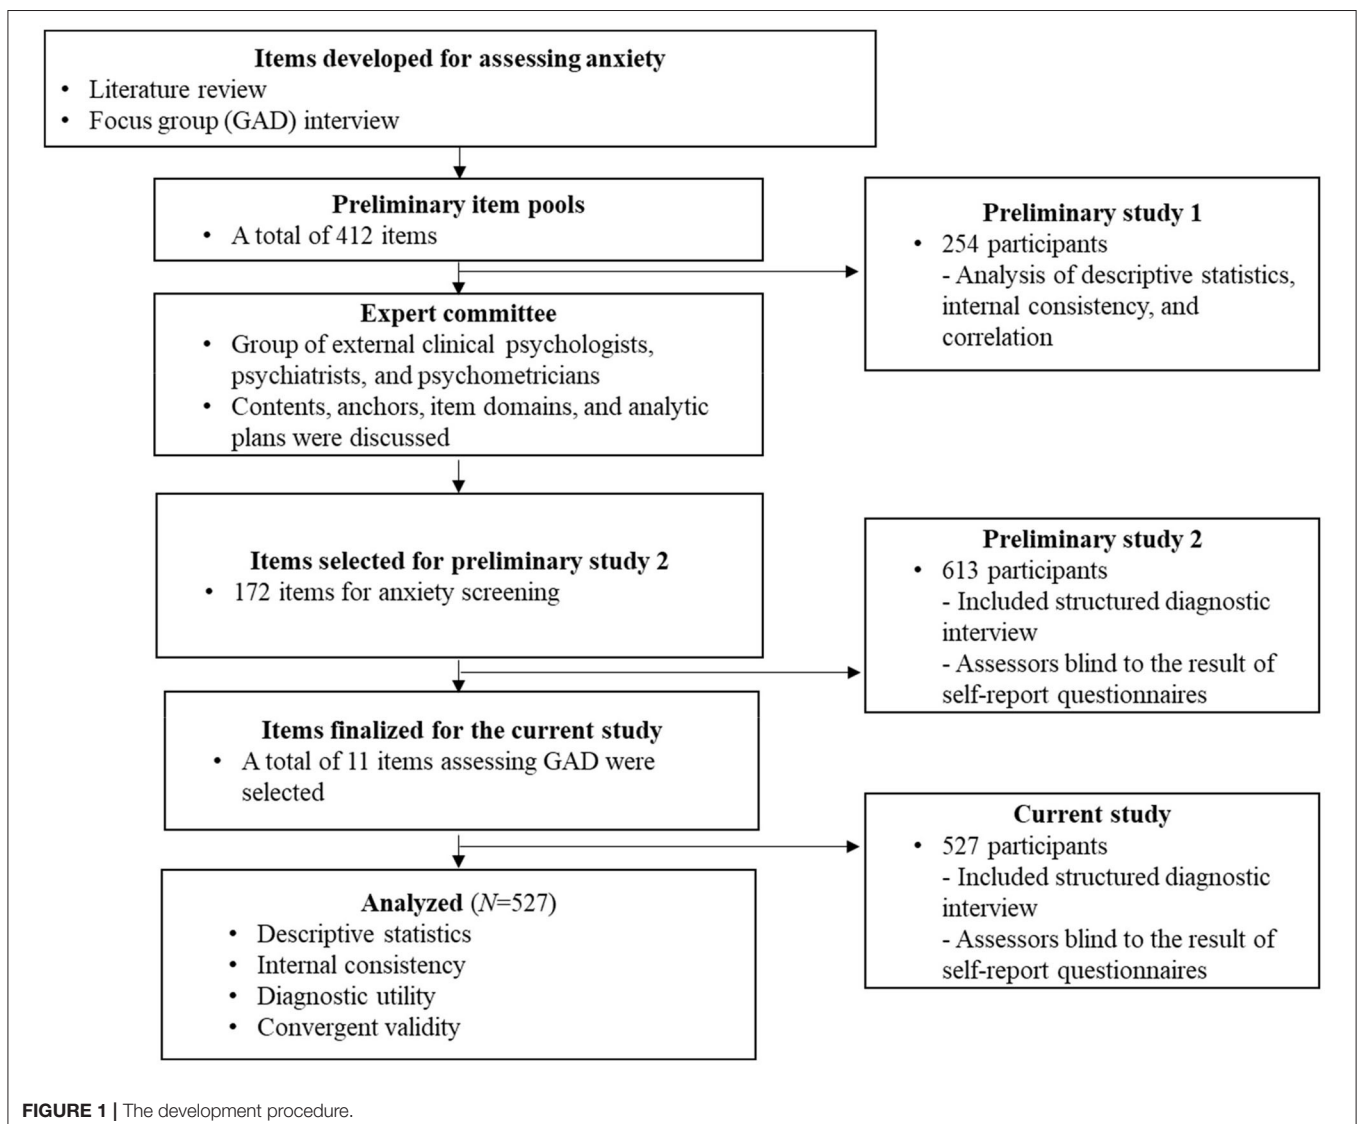 Items developed for assessing anxiety
• Literature review
• Focus group (GAD) interview
Preliminary item pools
• A total of 412 items
Preliminary study 1
• 254 participants
- Analysis of descriptive statistics,
internal consistency, and
correlation
Expert committee
• Group of external clinical psychologists,
psychiatrists, and psychometricians
• Contents, anchors, item domains, and analytic
plans were discussed
Items selected for preliminary study 2
• 172 items for anxiety screening
Preliminary study 2
• 613 participants
- Included structured diagnostic
interview
- Assessors blind to the result of
self-report questionnaires
Items finalized for the current study
• A total of 11 items assessing GAD were
selected
Current study
• 527 participants
- Included structured diagnostic
interview
- Assessors blind to the result of
self-report questionnaires
Analyzed (N=527)
• Descriptive statistics
• Internal consistency
• Diagnostic utility
• Convergent validity
FIGURE 1 | The development procedure.